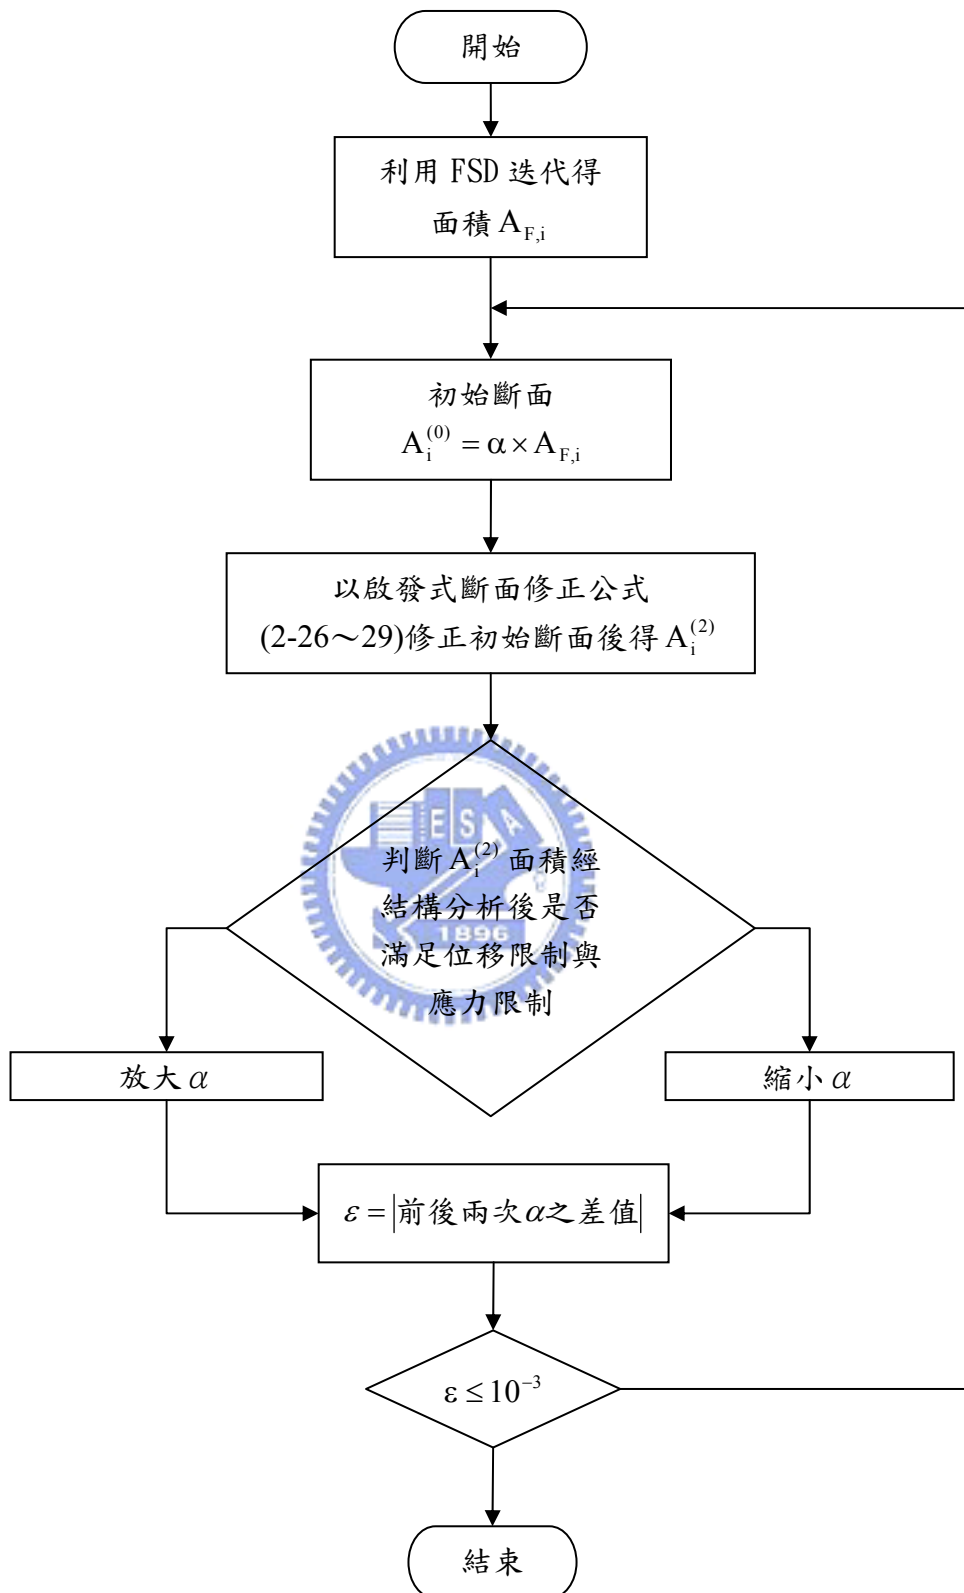 開始
利用 FSD 迭代得
面積 A_{F,i}
初始斷面
A_i^{(0)} = α × A_{F,i}
以啟發式斷面修正公式
(2-26～29)修正初始斷面後得 A_i^{(2)}
ESA
判斷 A_i^{(2)} 面積經
結構分析後是否
1896
滿足位移限制與
應力限制
放大 α
縮小 α
ε = |前後兩次α之差值|
ε ≤ 10^{-3}
結束